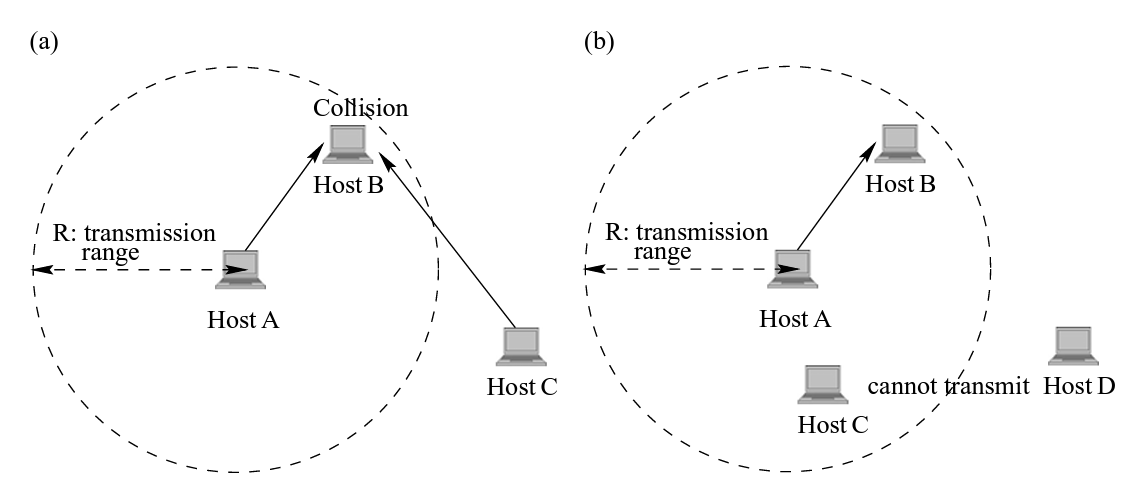 (a)
Collision
Host B
R: transmission
range
Host A
Host C
(b)
Host B
R: transmission
range
Host A
cannot transmit
Host D
Host C